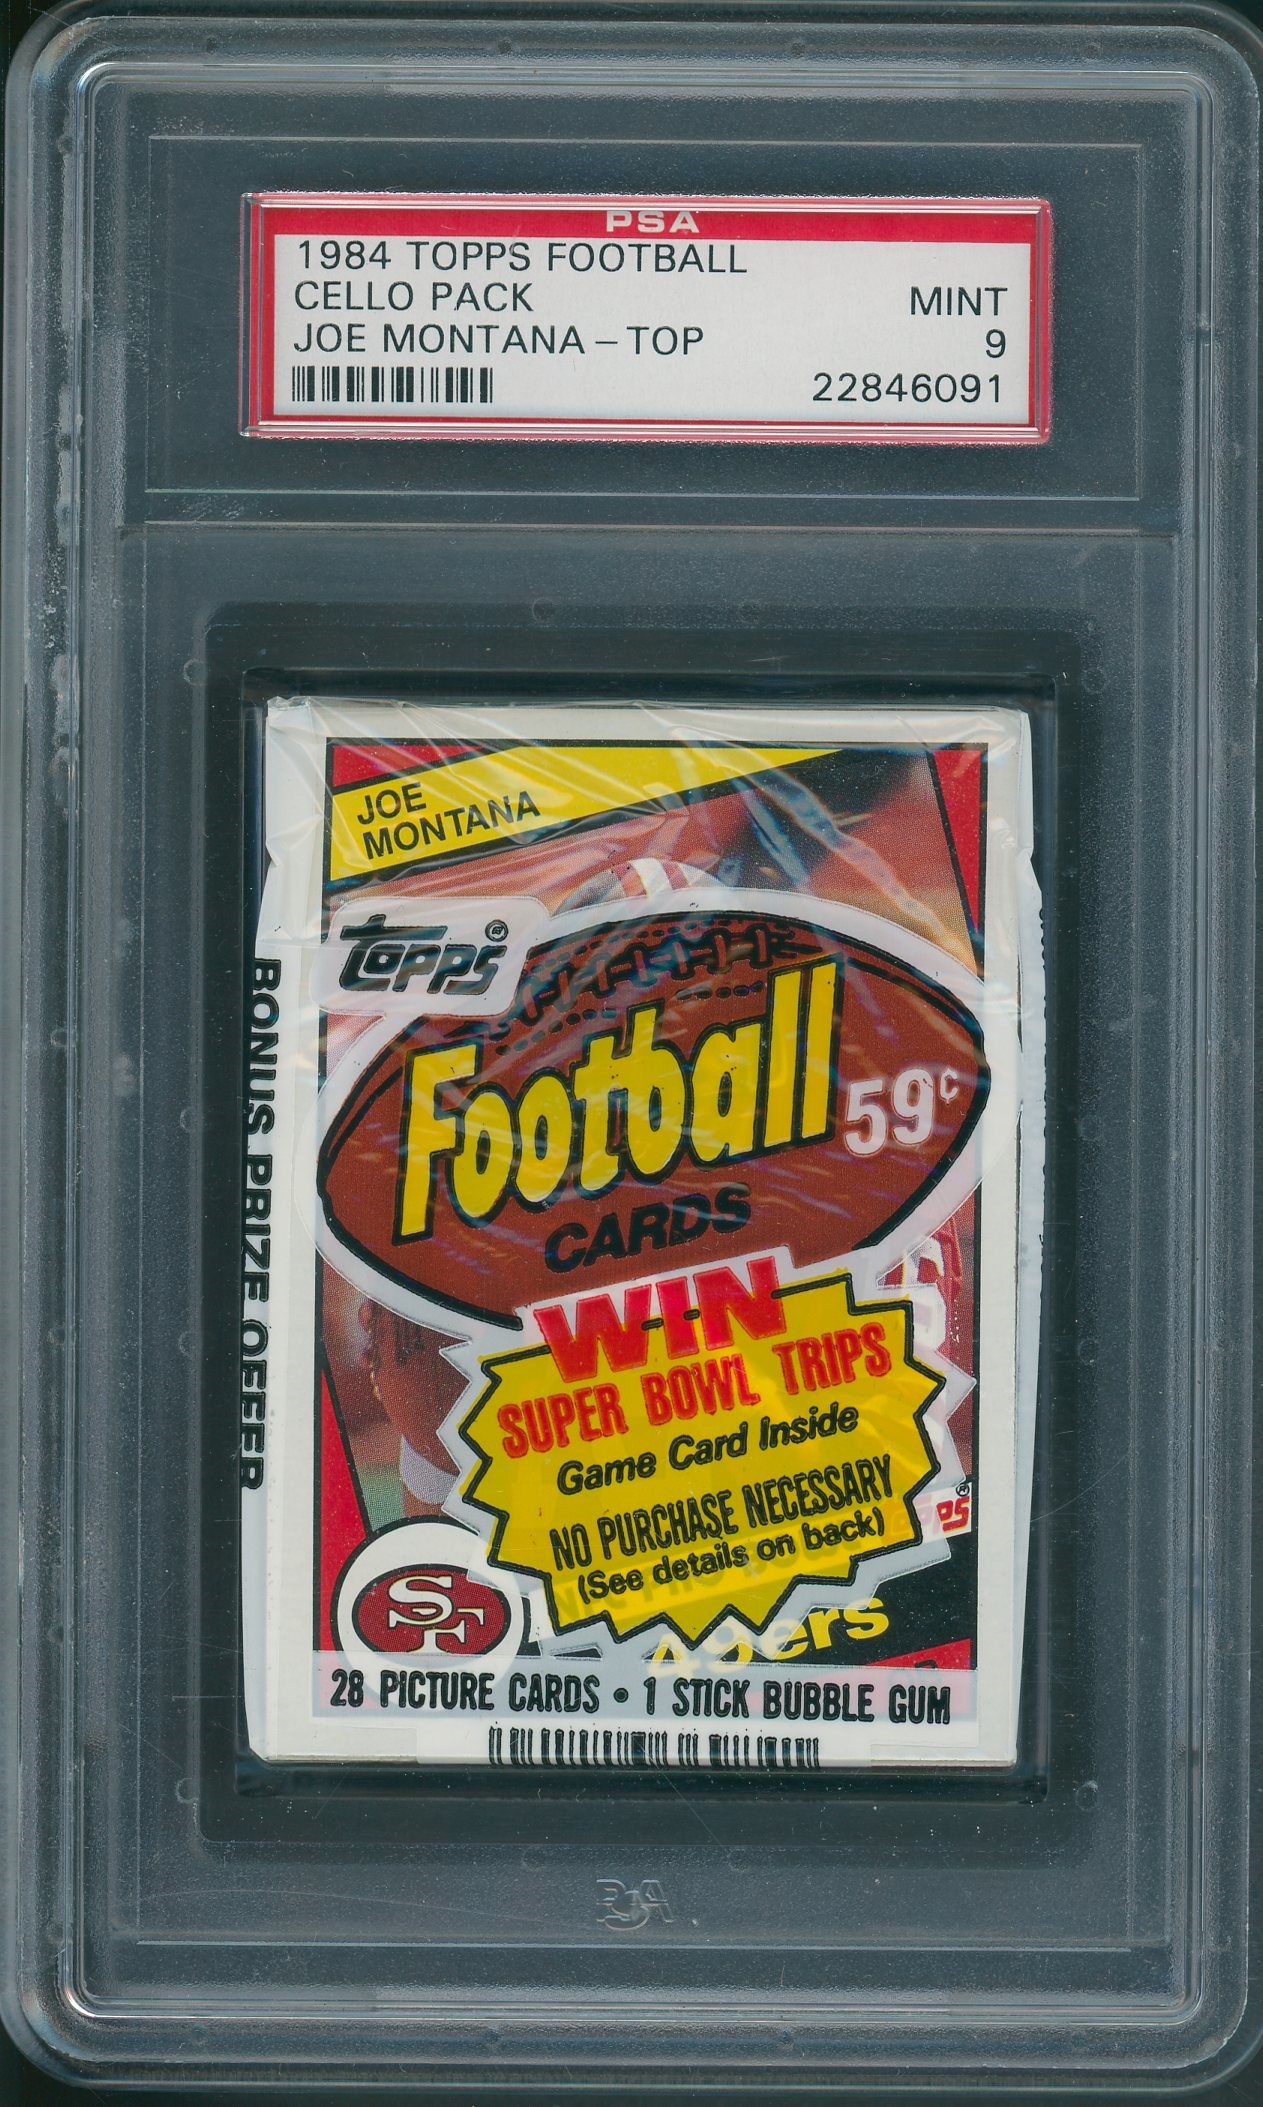 PSA
1984 TOPPS FOOTBALL
CELLO PACK
MINT
JOE MONTANA - TOP
9
22846091
JOE
MONTANA
TOPPS®
Football
59¢
CARDS
WIN
SUPER BOWL TRIPS
Game Card Inside
NO PURCHASE NECESSARY
(See details on back)
SF
49ers
28 PICTURE CARDS • 1 STICK BUBBLE GUM
BONUS PRIZE OFFER
PSA